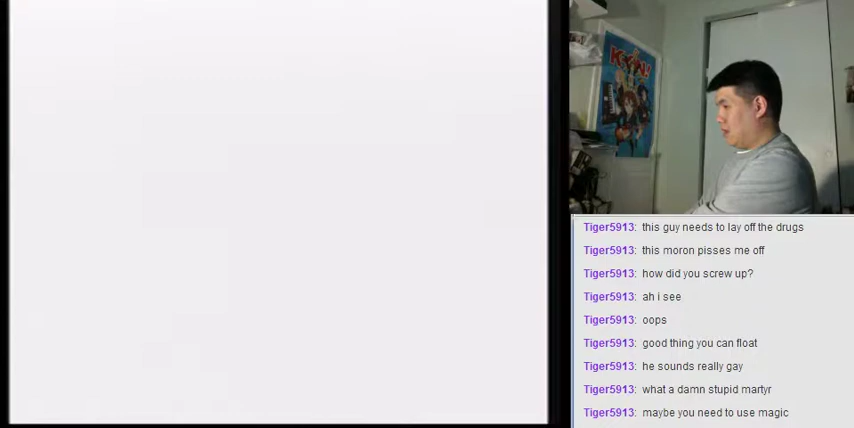 K-ON!
Tiger5913: this guy needs to lay off the drugs
Tiger5913: this moron pisses me off
Tiger5913: how did you screw up?
Tiger5913: ah i see
Tiger5913: oops
Tiger5913: good thing you can float
Tiger5913: he sounds really gay
Tiger5913: what a damn stupid martyr
Tiger5913: maybe you need to use magic